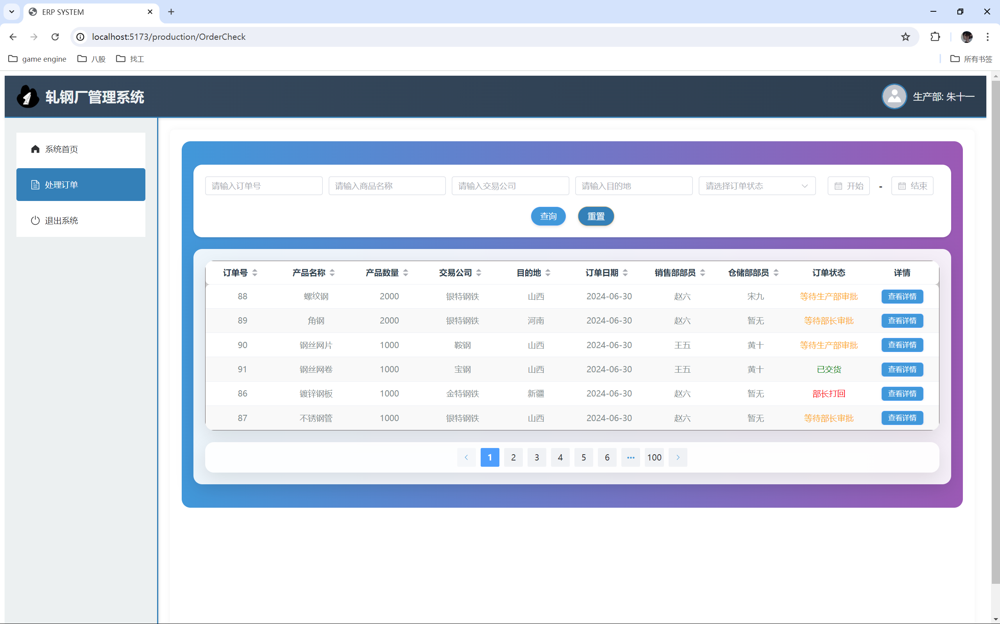 ERP SYSTEM
localhost:5173/production/OrderCheck
game engine 八股 找工 所有书签
轧钢厂管理系统 生产部: 朱十一
系统首页
处理订单
退出系统
请输入订单号 请输入商品名称 请输入交易公司 请输入目的地 请选择订单状态 开始 - 结束
查询 重置
订单号 产品名称 产品数量 交易公司 目的地 订单日期 销售部部员 仓储部部员 订单状态 详情
88 螺纹钢 2000 银特钢铁 山西 2024-06-30 赵六 宋九 等待生产部审批 查看详情
89 角钢 2000 银特钢铁 河南 2024-06-30 赵六 暂无 等待部长审批 查看详情
90 钢丝网片 1000 鞍钢 山西 2024-06-30 王五 黄十 等待生产部审批 查看详情
91 钢丝网卷 1000 宝钢 山西 2024-06-30 王五 黄十 已交货 查看详情
86 镀锌钢板 1000 金特钢铁 新疆 2024-06-30 赵六 暂无 部长打回 查看详情
87 不锈钢管 1000 银特钢铁 山西 2024-06-30 赵六 暂无 等待部长审批 查看详情
1 2 3 4 5 6 ••• 100